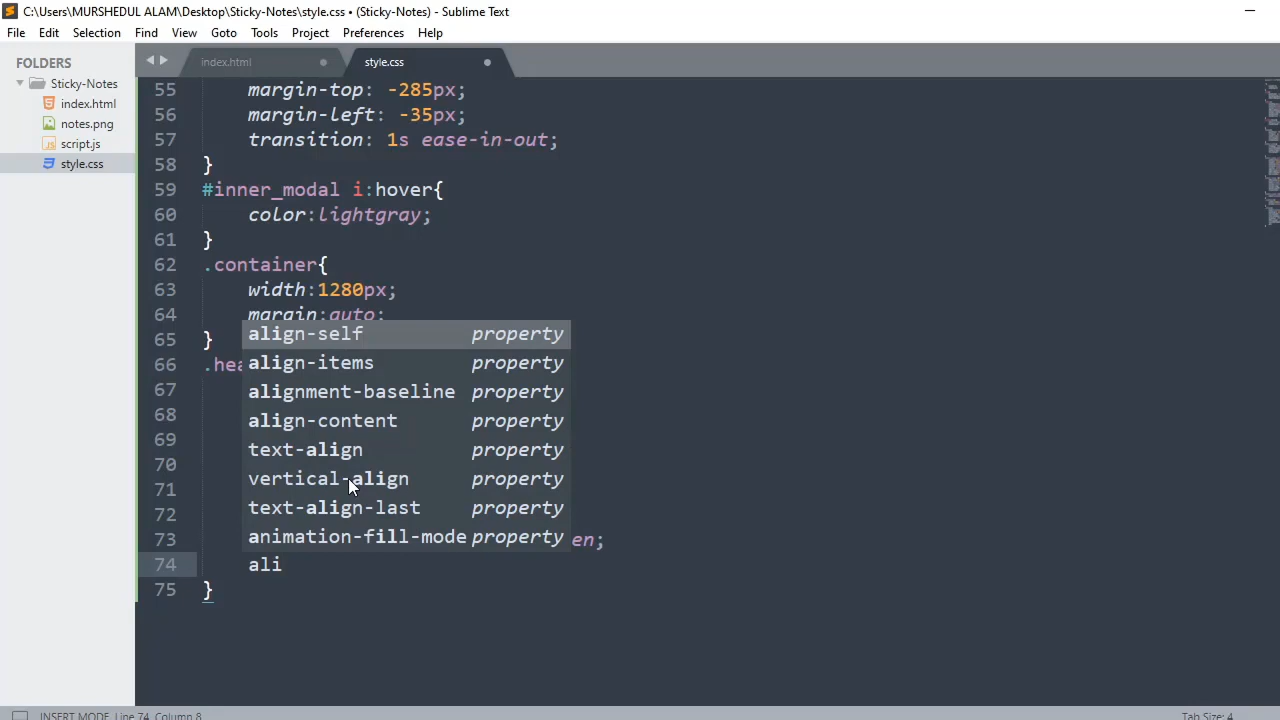 C:\Users\MURSHEDUL ALAM\Desktop\Sticky-Notes\style.css • (Sticky-Notes) - Sublime Text
File Edit Selection Find View Goto Tools Project Preferences Help
FOLDERS
Sticky-Notes
index.html
notes.png
script.js
style.css
index.html
style.css
55 margin-top: -285px;
56 margin-left: -35px;
57 transition: 1s ease-in-out;
58 }
59 #inner_modal i:hover{
60 color:lightgray;
61 }
62 .container{
63 width:1280px;
64 margin:auto;
65 }
66 .hea
67
68
69
70
71
72
73 en;
74 ali
75 }
align-self property
align-items property
alignment-baseline property
align-content property
text-align property
vertical-align property
text-align-last property
animation-fill-mode property
INSERT MODE, Line 74, Column 8
Tab Size: 4